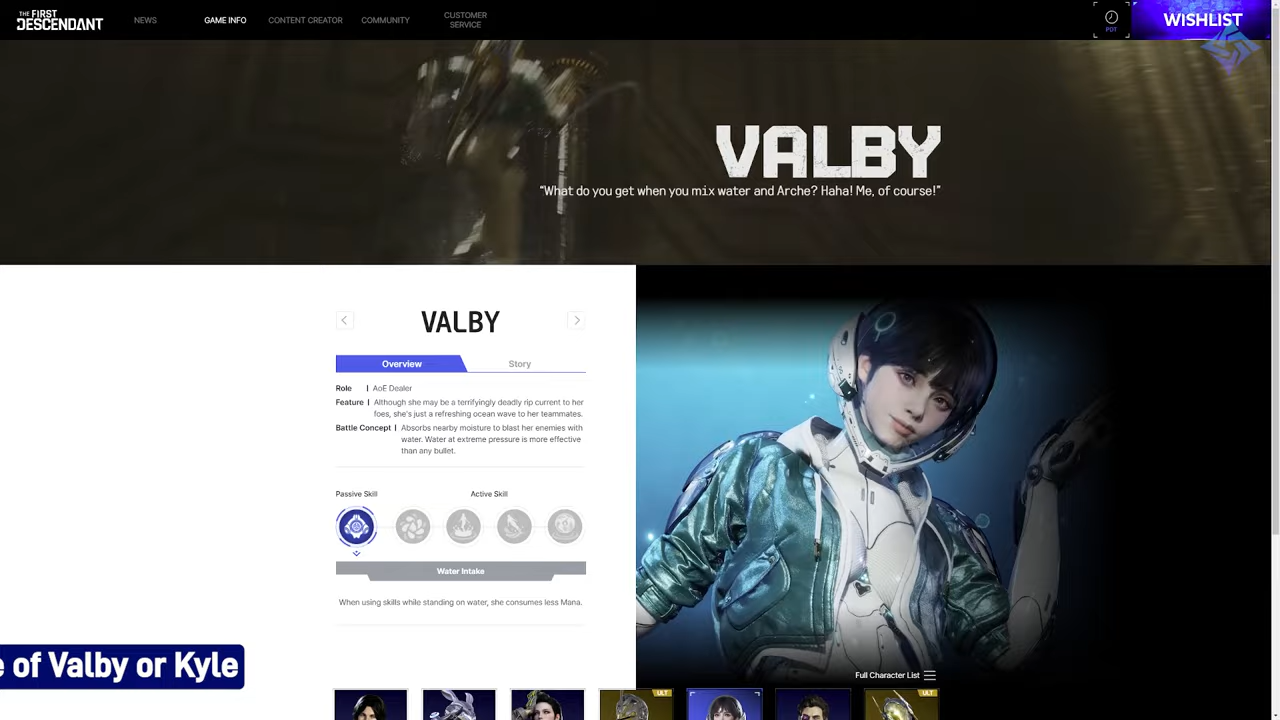 THE FIRST
DESCENDANT
NEWS
GAME INFO
CONTENT CREATOR
COMMUNITY
CUSTOMER
SERVICE
PDT
WISHLIST
VALBY
“What do you get when you mix water and Arche? Haha! Me, of course!”
VALBY
Overview
Story
Role | AoE Dealer
Feature | Although she may be a terrifyingly deadly rip current to her
foes, she's just a refreshing ocean wave to her teammates.
Battle Concept | Absorbs nearby moisture to blast her enemies with
water. Water at extreme pressure is more effective
than any bullet.
Passive Skill
Active Skill
Water Intake
When using skills while standing on water, she consumes less Mana.
of Valby or Kyle
Full Character List
ULT
ULT